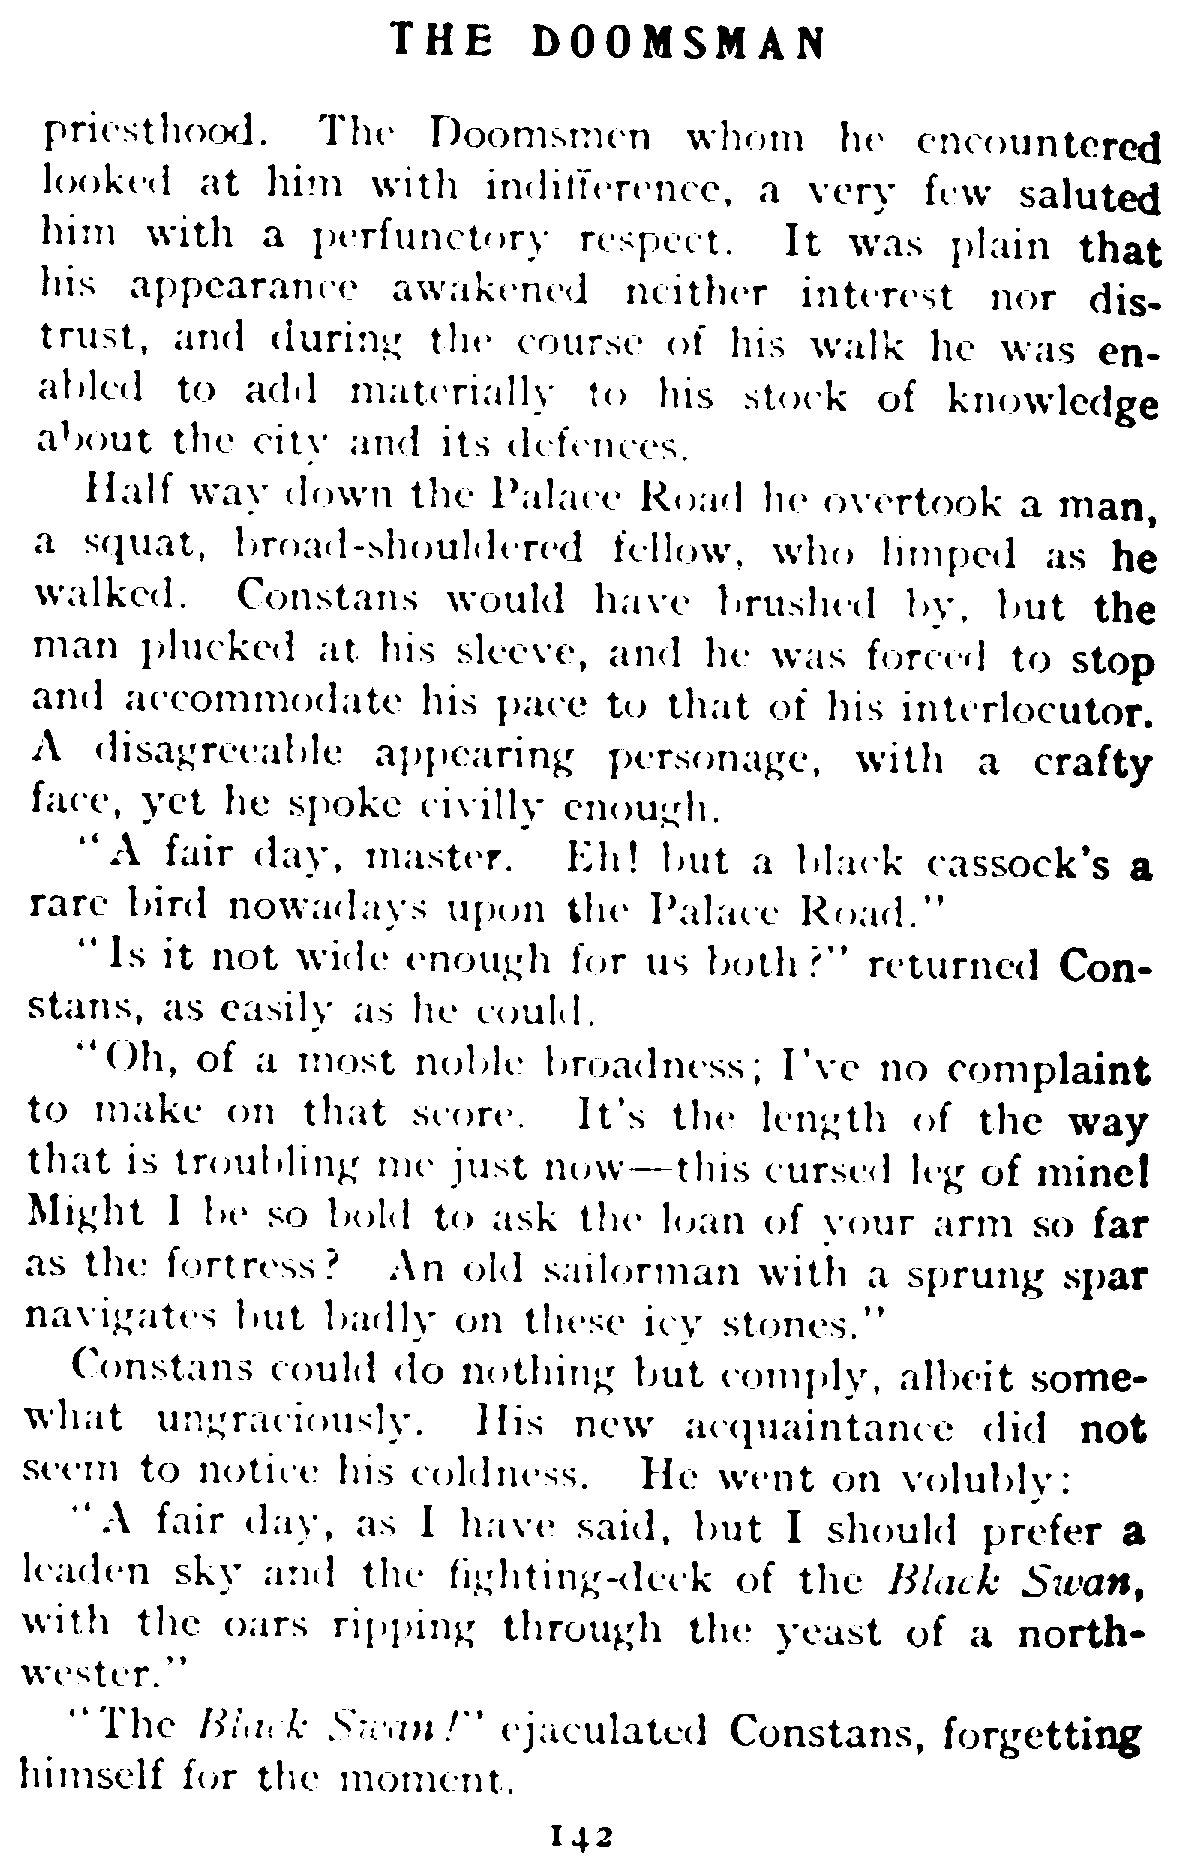 THE DOOMSMAN
priesthood. The Doomsmen whom he encountered
looked at him with indifference, a very few saluted
him with a perfunctory respect. It was plain that
his appearance awakened neither interest nor dis-
trust, and during the course of his walk he was en-
abled to add materially to his stock of knowledge
about the city and its defences.
Half way down the Palace Road he overtook a man,
a squat, broad-shouldered fellow, who limped as he
walked. Constans would have brushed by, but the
man plucked at his sleeve, and he was forced to stop
and accommodate his pace to that of his interlocutor.
A disagreeable appearing personage, with a crafty
face, yet he spoke civilly enough.
"A fair day, master. Eh! but a black cassock's a
rare bird nowadays upon the Palace Road."
"Is it not wide enough for us both?" returned Con-
stans, as easily as he could.
"Oh, of a most noble broadness; I've no complaint
to make on that score. It's the length of the way
that is troubling me just now—this cursed leg of mine!
Might I be so bold to ask the loan of your arm so far
as the fortress? An old sailorman with a sprung spar
navigates but badly on these icy stones."
Constans could do nothing but comply, albeit some-
what ungraciously. His new acquaintance did not
seem to notice his coldness. He went on volubly:
"A fair day, as I have said, but I should prefer a
leaden sky and the fighting-deck of the Black Swan,
with the oars ripping through the yeast of a north-
wester."
"The Black Swan!" ejaculated Constans, forgetting
himself for the moment.
142